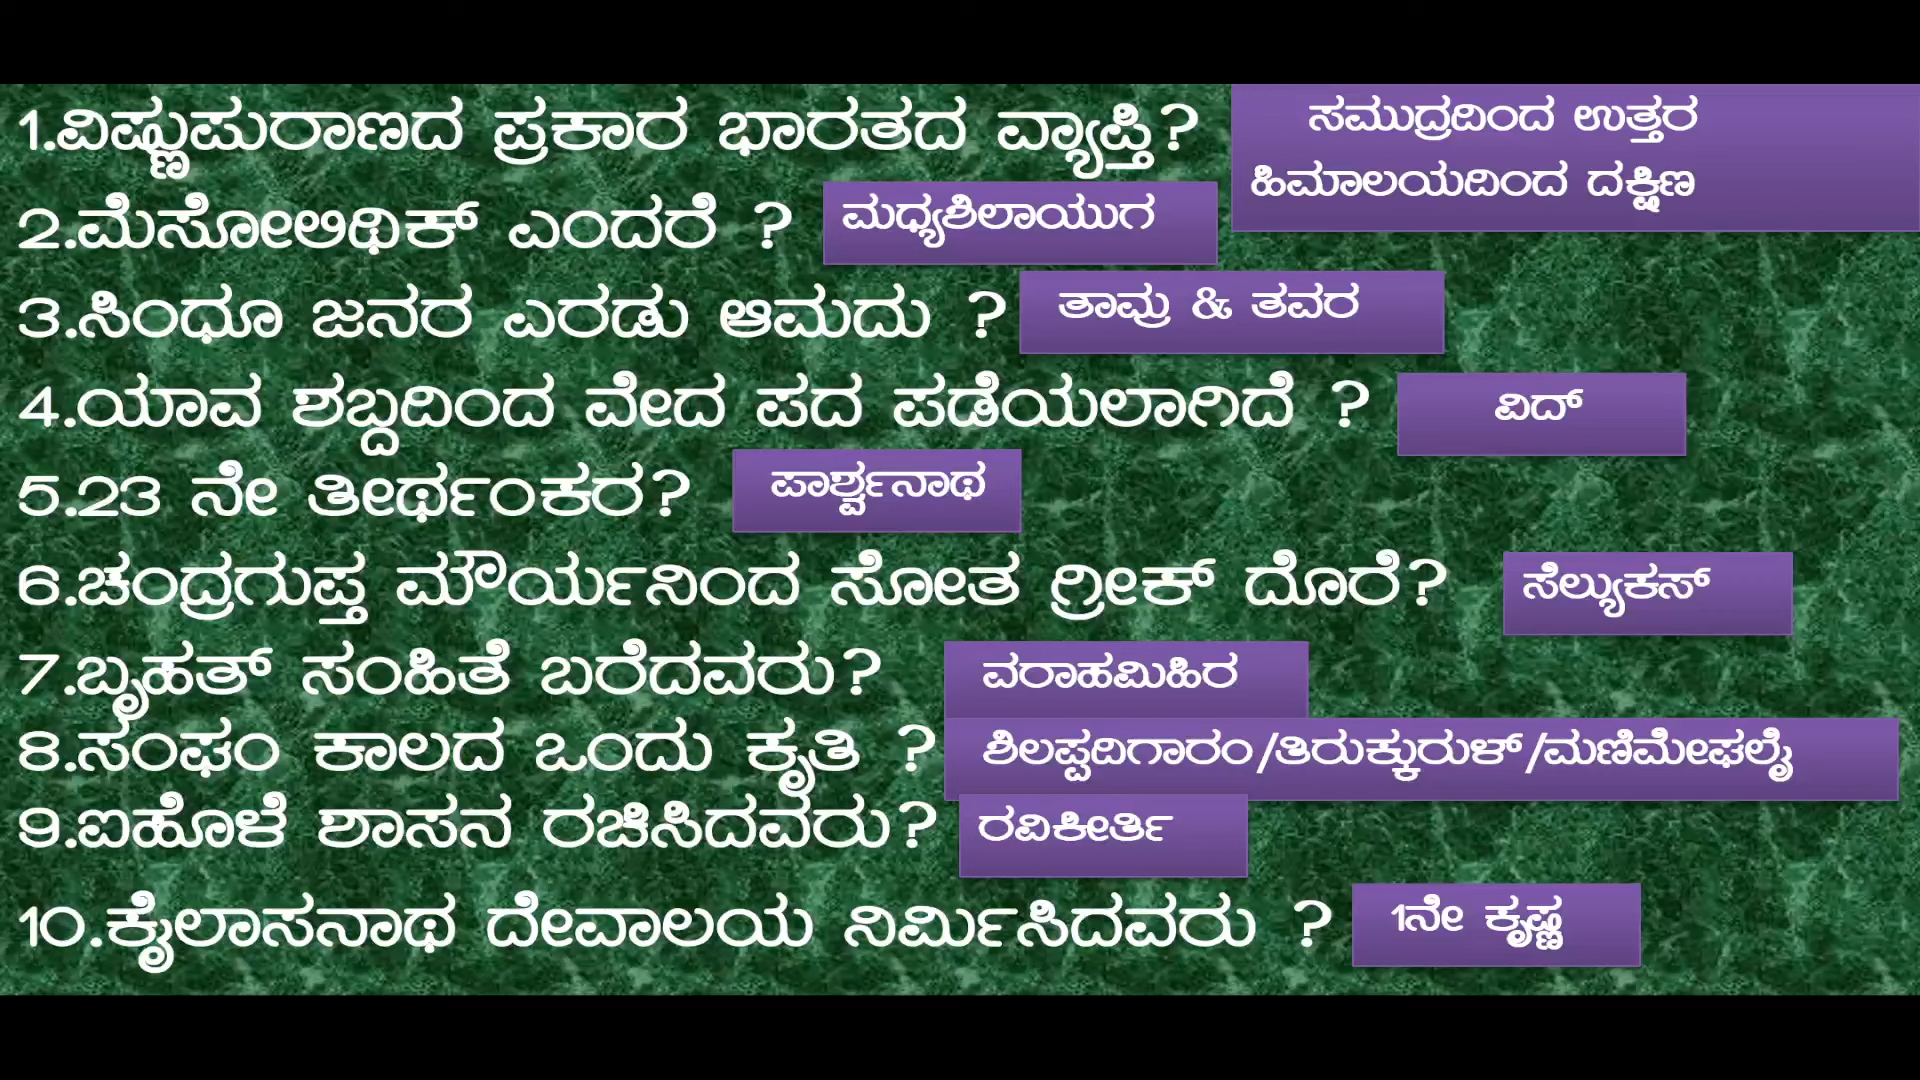 1.ವಿಷ್ಣುಪುರಾಣದ ಪ್ರಕಾರ ಭಾರತದ ವ್ಯಾಪ್ತಿ? ಸಮುದ್ರದಿಂದ ಉತ್ತರ
ಹಿಮಾಲಯದಿಂದ ದಕ್ಷಿಣ
2.ಮೆಸೋಲಿಥಿಕ್ ಎಂದರೆ ? ಮಧ್ಯಶಿಲಾಯುಗ
3.ಸಿಂಧೂ ಜನರ ಎರಡು ಆಮದು ? ತಾಮ್ರ & ತವರ
4.ಯಾವ ಶಬ್ದದಿಂದ ವೇದ ಪದ ಪಡೆಯಲಾಗಿದೆ ? ವಿದ್
5.23 ನೇ ತೀರ್ಥಂಕರ? ಪಾರ್ಶ್ವನಾಥ
6.ಚಂದ್ರಗುಪ್ತ ಮೌರ್ಯನಿಂದ ಸೋತ ಗ್ರೀಕ್ ದೊರೆ? ಸೆಲ್ಯುಕಸ್
7.ಬೃಹತ್ ಸಂಹಿತೆ ಬರೆದವರು? ವರಾಹಮಿಹಿರ
8.ಸಂಘಂ ಕಾಲದ ಒಂದು ಕೃತಿ ? ಶಿಲಪ್ಪದಿಗಾರಂ/ತಿರುಕ್ಕುರುಳ್/ಮಣಿಮೇಘಲೈ
9.ಐಹೊಳೆ ಶಾಸನ ರಚಿಸಿದವರು? ರವಿಕೀರ್ತಿ
10.ಕೈಲಾಸನಾಥ ದೇವಾಲಯ ನಿರ್ಮಿಸಿದವರು ? 1ನೇ ಕೃಷ್ಣ